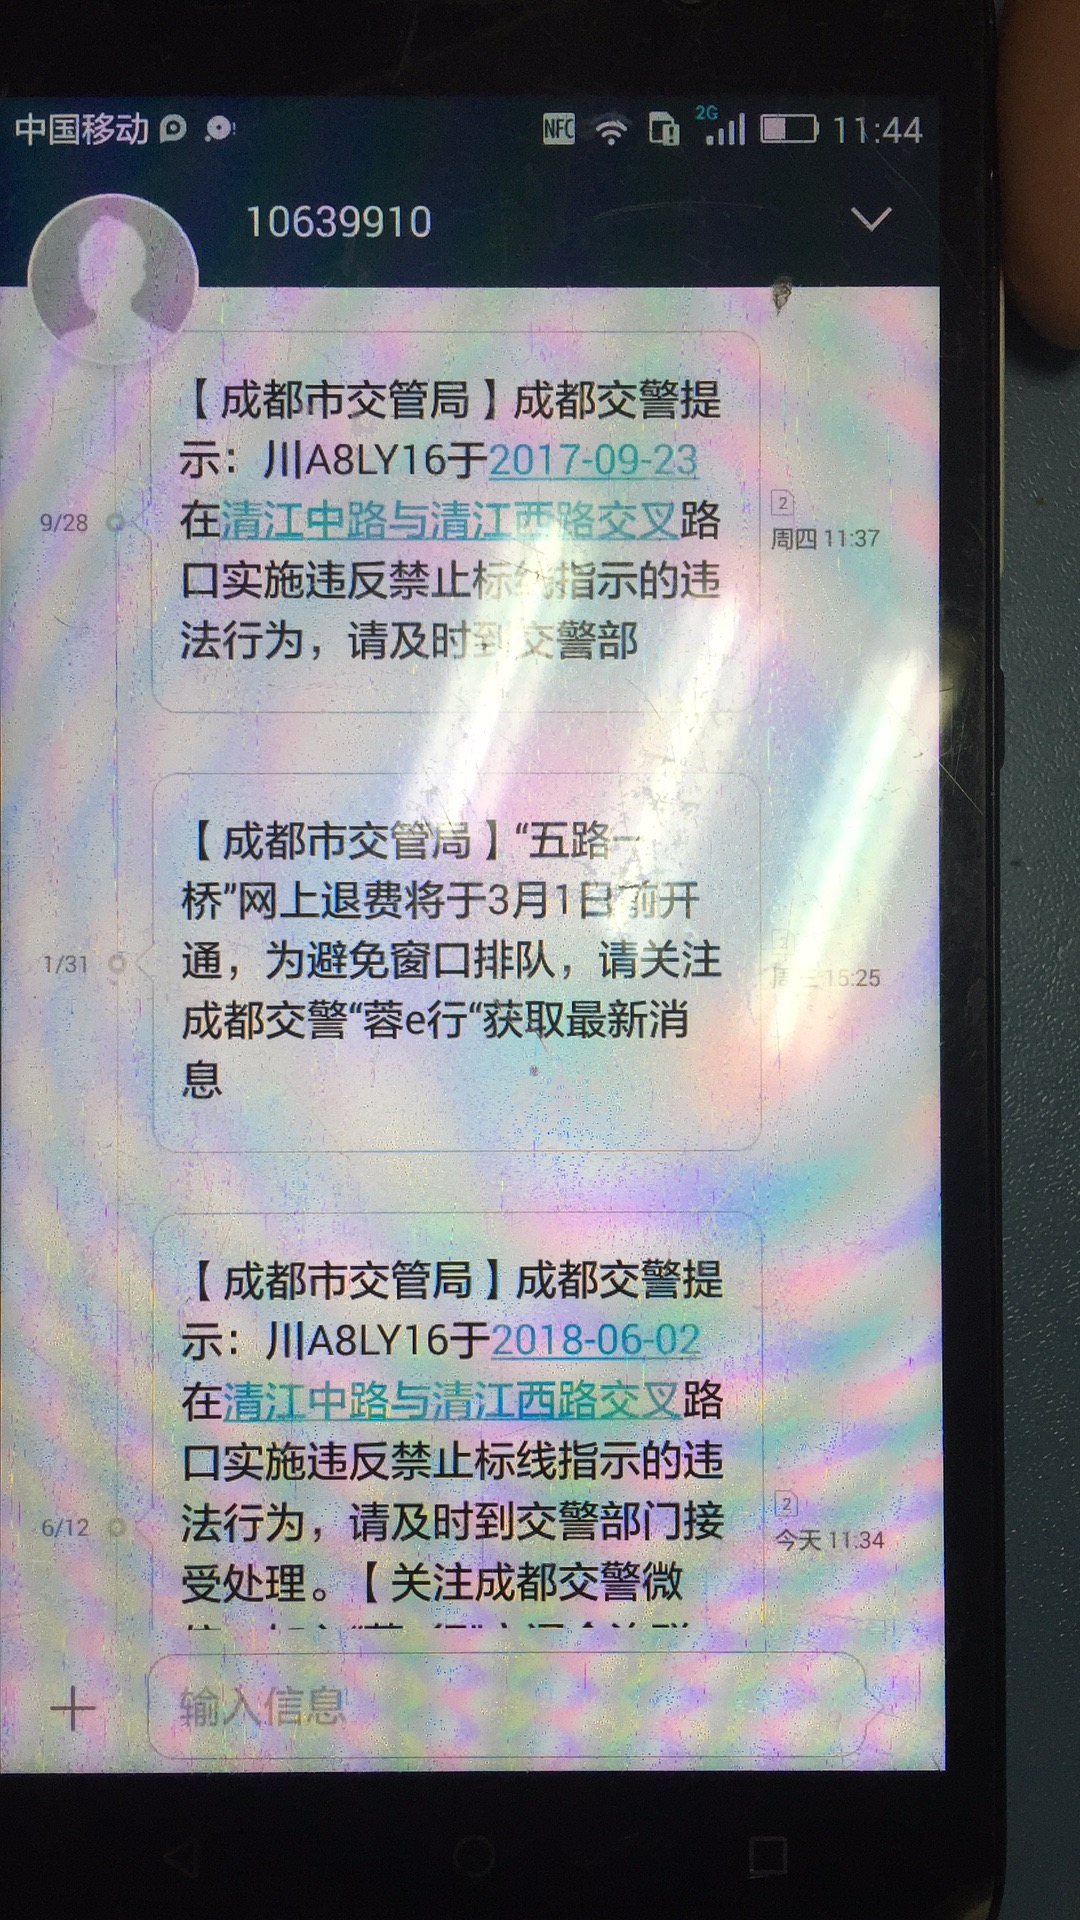 中国移动
NFC
2G
11:44
10639910
【成都市交管局】成都交警提
示：川A8LY16于2017-09-23
在清江中路与清江西路交叉路
口实施违反禁止标线指示的违
法行为，请及时到交警部
9/28
2
周四 11:37
【成都市交管局】“五路一
桥”网上退费将于3月1日前开
通，为避免窗口排队，请关注
成都交警“蓉e行“获取最新消
息
1/31
15:25
【成都市交管局】成都交警提
示：川A8LY16于2018-06-02
在清江中路与清江西路交叉路
口实施违反禁止标线指示的违
法行为，请及时到交警部门接
受处理。【关注成都交警微
6/12
2
今天 11:34
输入信息